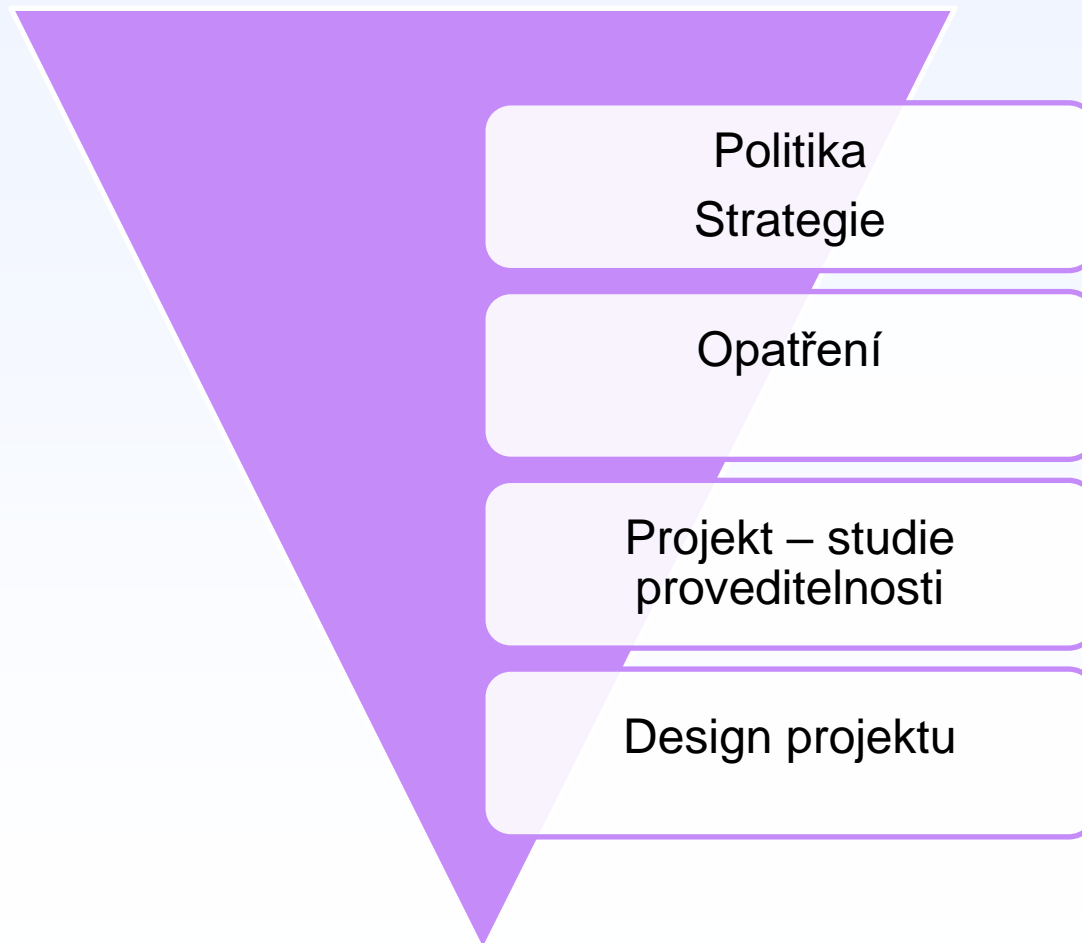 Politika
Strategie
Opatření
Projekt – studie
proveditelnosti
Design projektu